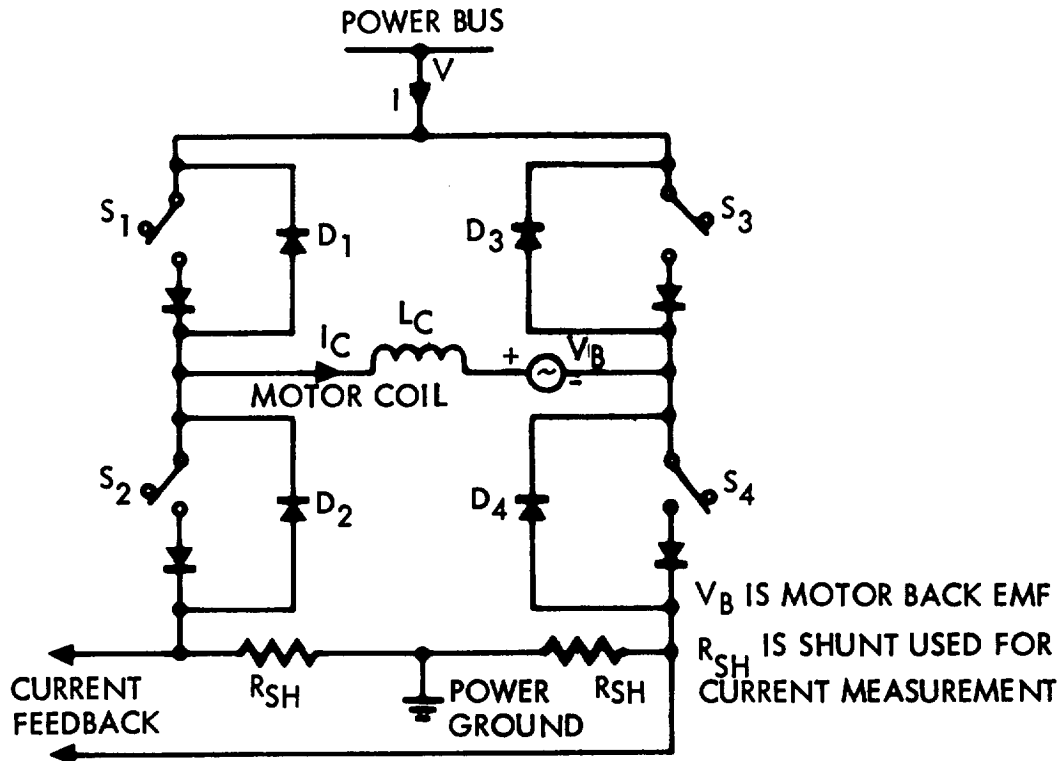 POWER BUS
V
I
S1
D1
D3
S3
IC
LC
+
VB
-
MOTOR COIL
S2
D2
D4
S4
VB IS MOTOR BACK EMF
RSH IS SHUNT USED FOR
CURRENT MEASUREMENT
RSH
RSH
CURRENT
FEEDBACK
POWER
GROUND